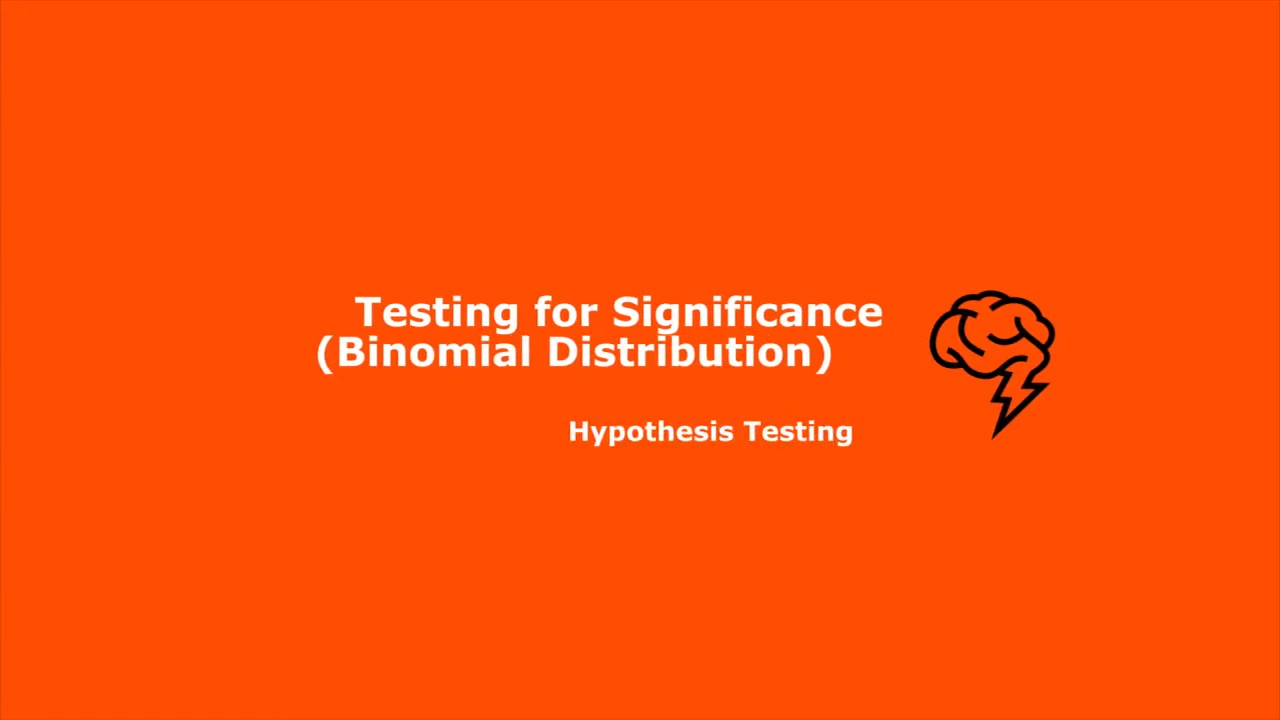 Testing for Significance
(Binomial Distribution)
Hypothesis Testing